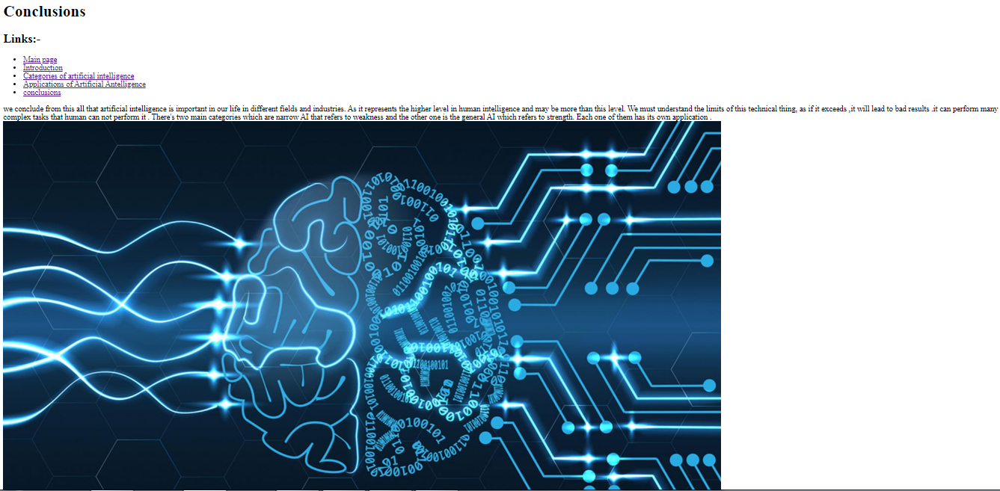 Conclusions
Links:-
Main page
Introduction
Categories of artificial intelligence
Applications of Artificial Antelligence
conclusions
we conclude from this all that artificial intelligence is important in our life in different fields and industries. As it represents the higher level in human intelligence and may be more than this level. We must understand the limits of this technical thing, as if it exceeds ,it will lead to bad results .it can perform many
complex tasks that human can not perform it . There's two main categories which are narrow AI that refers to weakness and the other one is the general AI which refers to strength. Each one of them has its own application .